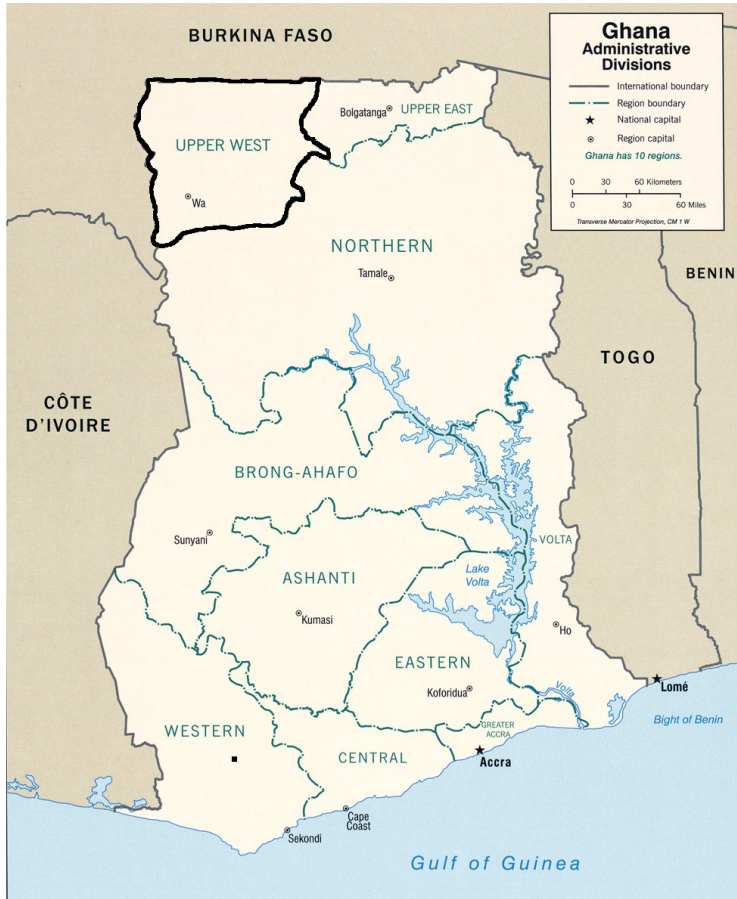 BURKINA FASO
Ghana
Administrative
Divisions
International boundary
Region boundary
National capital
Region capital
Ghana has 10 regions.
0 30 60 Kilometers
0 30 60 Miles
Transverse Mercator Projection, CM 1 W
Bolgatanga
UPPER EAST
UPPER WEST
Wa
NORTHERN
Tamale
BENIN
TOGO
CÔTE
D'IVOIRE
BRONG-AHAFO
Sunyani
VOLTA
ASHANTI
Lake
Volta
Kumasi
Ho
EASTERN
Koforidua
Volta
Lomé
WESTERN
GREATER
ACCRA
Bight of Benin
CENTRAL
Accra
Cape
Coast
Sekondi
Gulf of Guinea